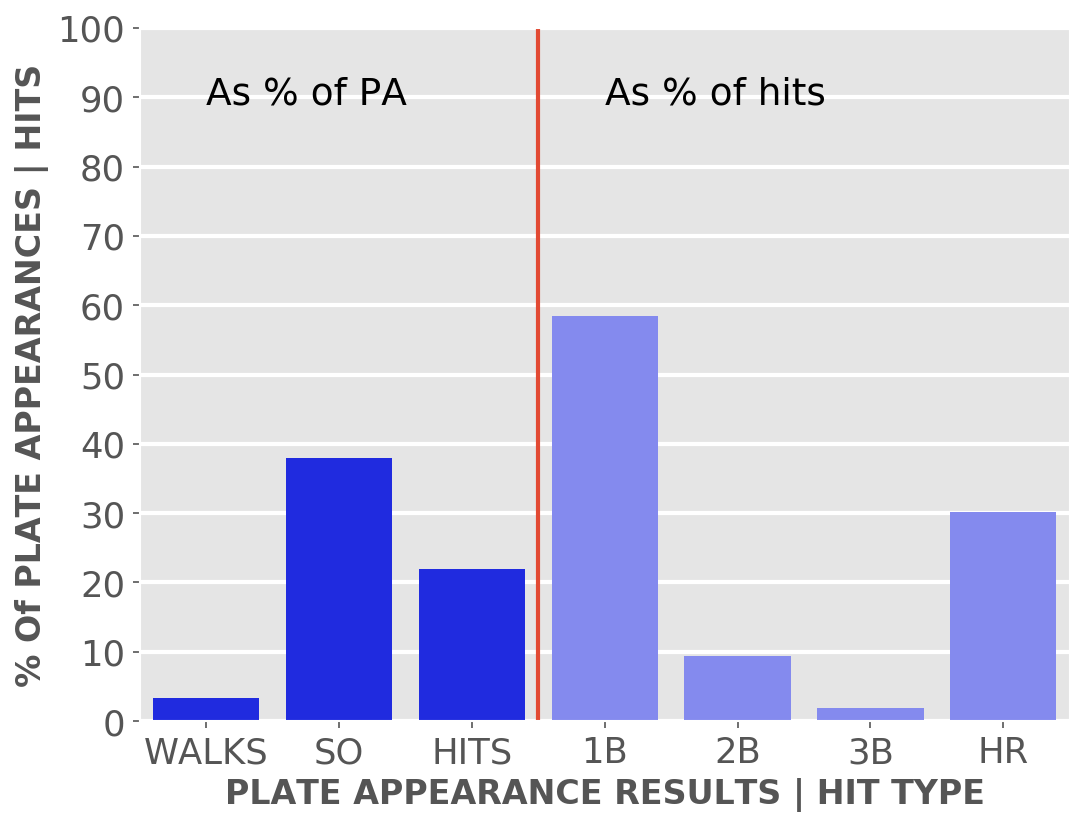 100
90
80
70
60
50
40
30
20
10
0
% Of PLATE APPEARANCES | HITS
As % of PA
As % of hits
WALKS SO HITS 1B 2B 3B HR
PLATE APPEARANCE RESULTS | HIT TYPE